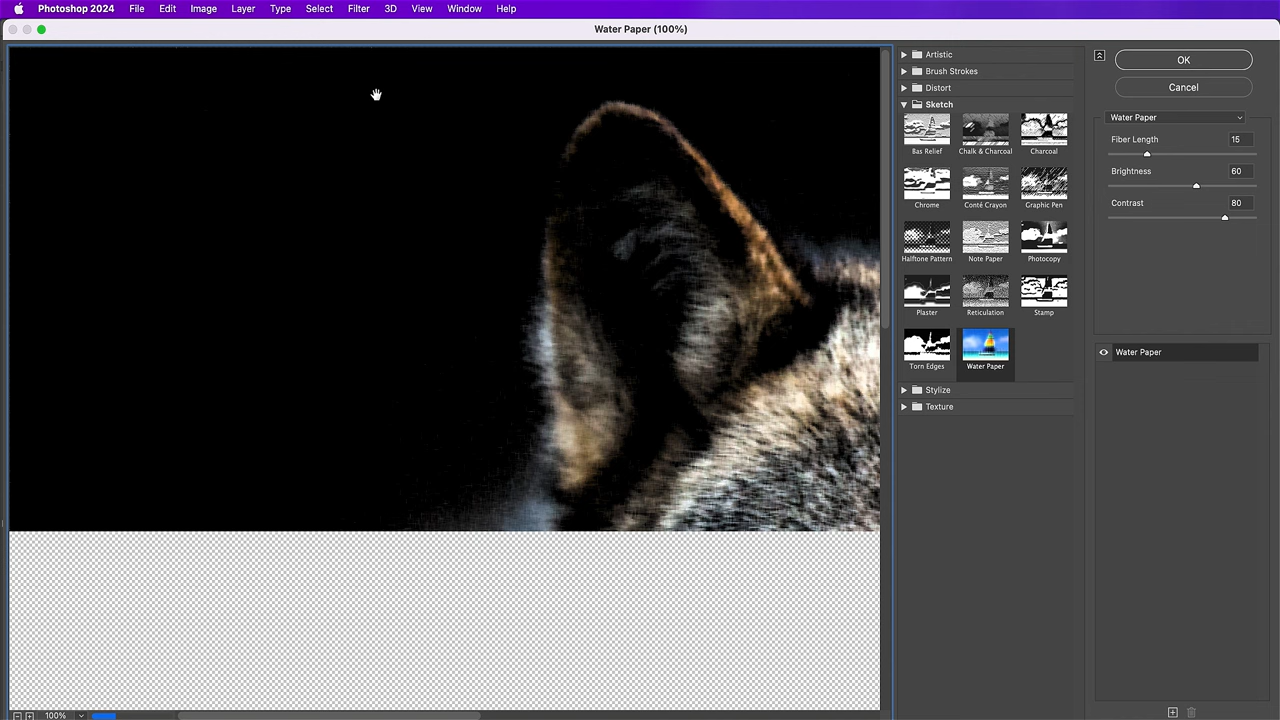 Photoshop 2024 File Edit Image Layer Type Select Filter 3D View Window Help
Water Paper (100%)
Artistic
Brush Strokes
Distort
Sketch
Bas Relief Chalk & Charcoal Charcoal
Chrome Conté Crayon Graphic Pen
Halftone Pattern Note Paper Photocopy
Plaster Reticulation Stamp
Torn Edges Water Paper
Stylize
Texture
OK
Cancel
Water Paper
Fiber Length 15
Brightness 60
Contrast 80
Water Paper
100%